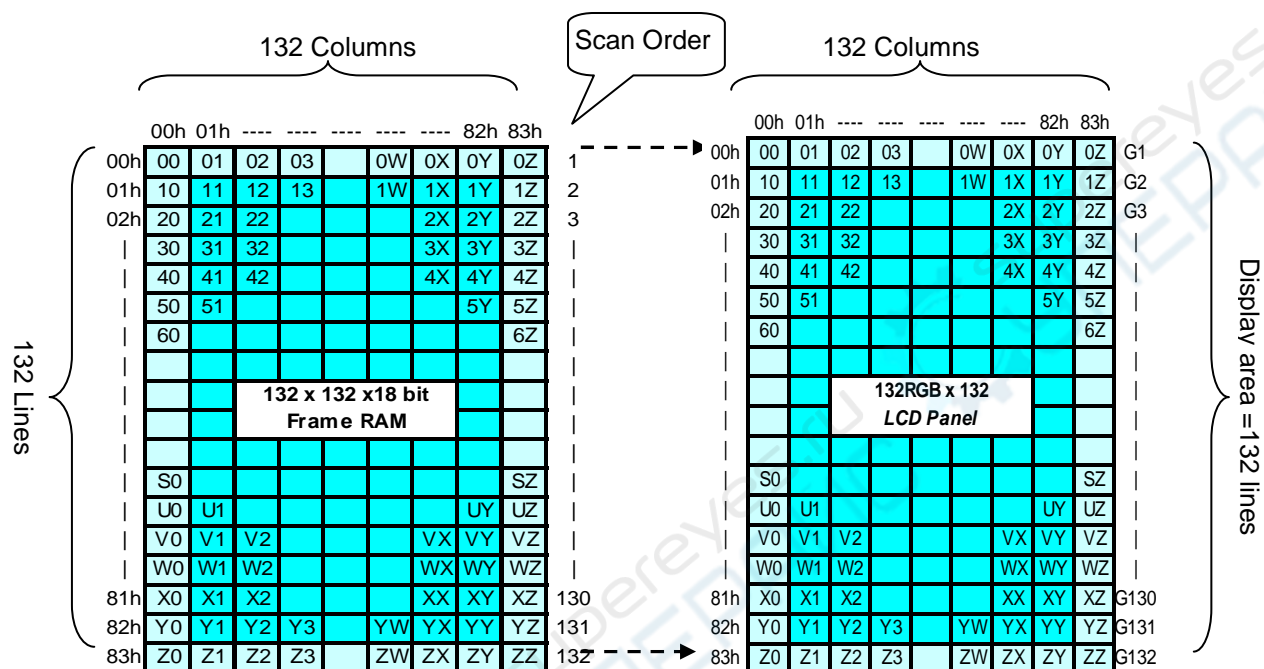 132 Columns
Scan Order
132 Columns
00h 01h ---- ---- ---- ---- ---- 82h 83h
00h 01h ---- ---- ---- ---- ---- 82h 83h
00h 00 01 02 03 0W 0X 0Y 0Z 1
00h 00 01 02 03 0W 0X 0Y 0Z G1
01h 10 11 12 13 1W 1X 1Y 1Z 2
01h 10 11 12 13 1W 1X 1Y 1Z G2
02h 20 21 22 2X 2Y 2Z 3
02h 20 21 22 2X 2Y 2Z G3
30 31 32 3X 3Y 3Z
30 31 32 3X 3Y 3Z
40 41 42 4X 4Y 4Z
40 41 42 4X 4Y 4Z
50 51 5Y 5Z
50 51 5Y 5Z
60 6Z
60 6Z
132 Lines
132 x 132 x18 bit
Frame RAM
132RGB x 132
LCD Panel
Display area =132 lines
S0 SZ
S0 SZ
U0 U1 UY UZ
U0 U1 UY UZ
V0 V1 V2 VX VY VZ
V0 V1 V2 VX VY VZ
W0 W1 W2 WX WY WZ
W0 W1 W2 WX WY WZ
81h X0 X1 X2 XX XY XZ 130
81h X0 X1 X2 XX XY XZ G130
82h Y0 Y1 Y2 Y3 YW YX YY YZ 131
82h Y0 Y1 Y2 Y3 YW YX YY YZ G131
83h Z0 Z1 Z2 Z3 ZW ZX ZY ZZ 132
83h Z0 Z1 Z2 Z3 ZW ZX ZY ZZ G132
supereyes.ru